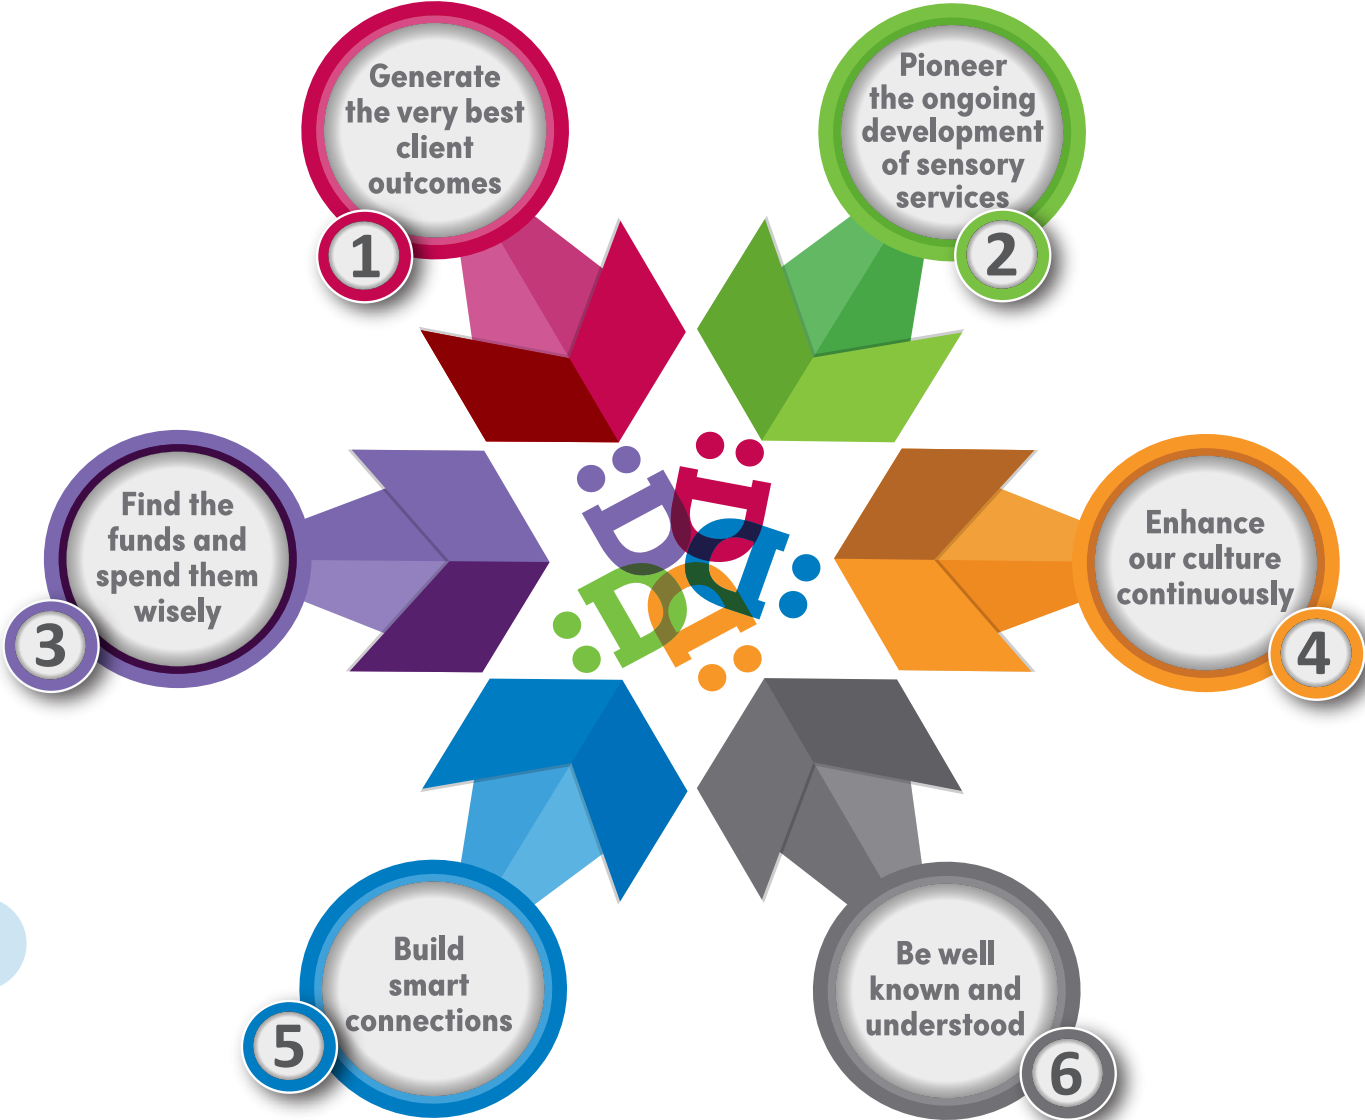 Generate
the very best
client
outcomes
1
Pioneer
the ongoing
development
of sensory
services
2
Find the
funds and
spend them
wisely
3
Enhance
our culture
continuously
4
Build
smart
connections
5
Be well
known and
understood
6